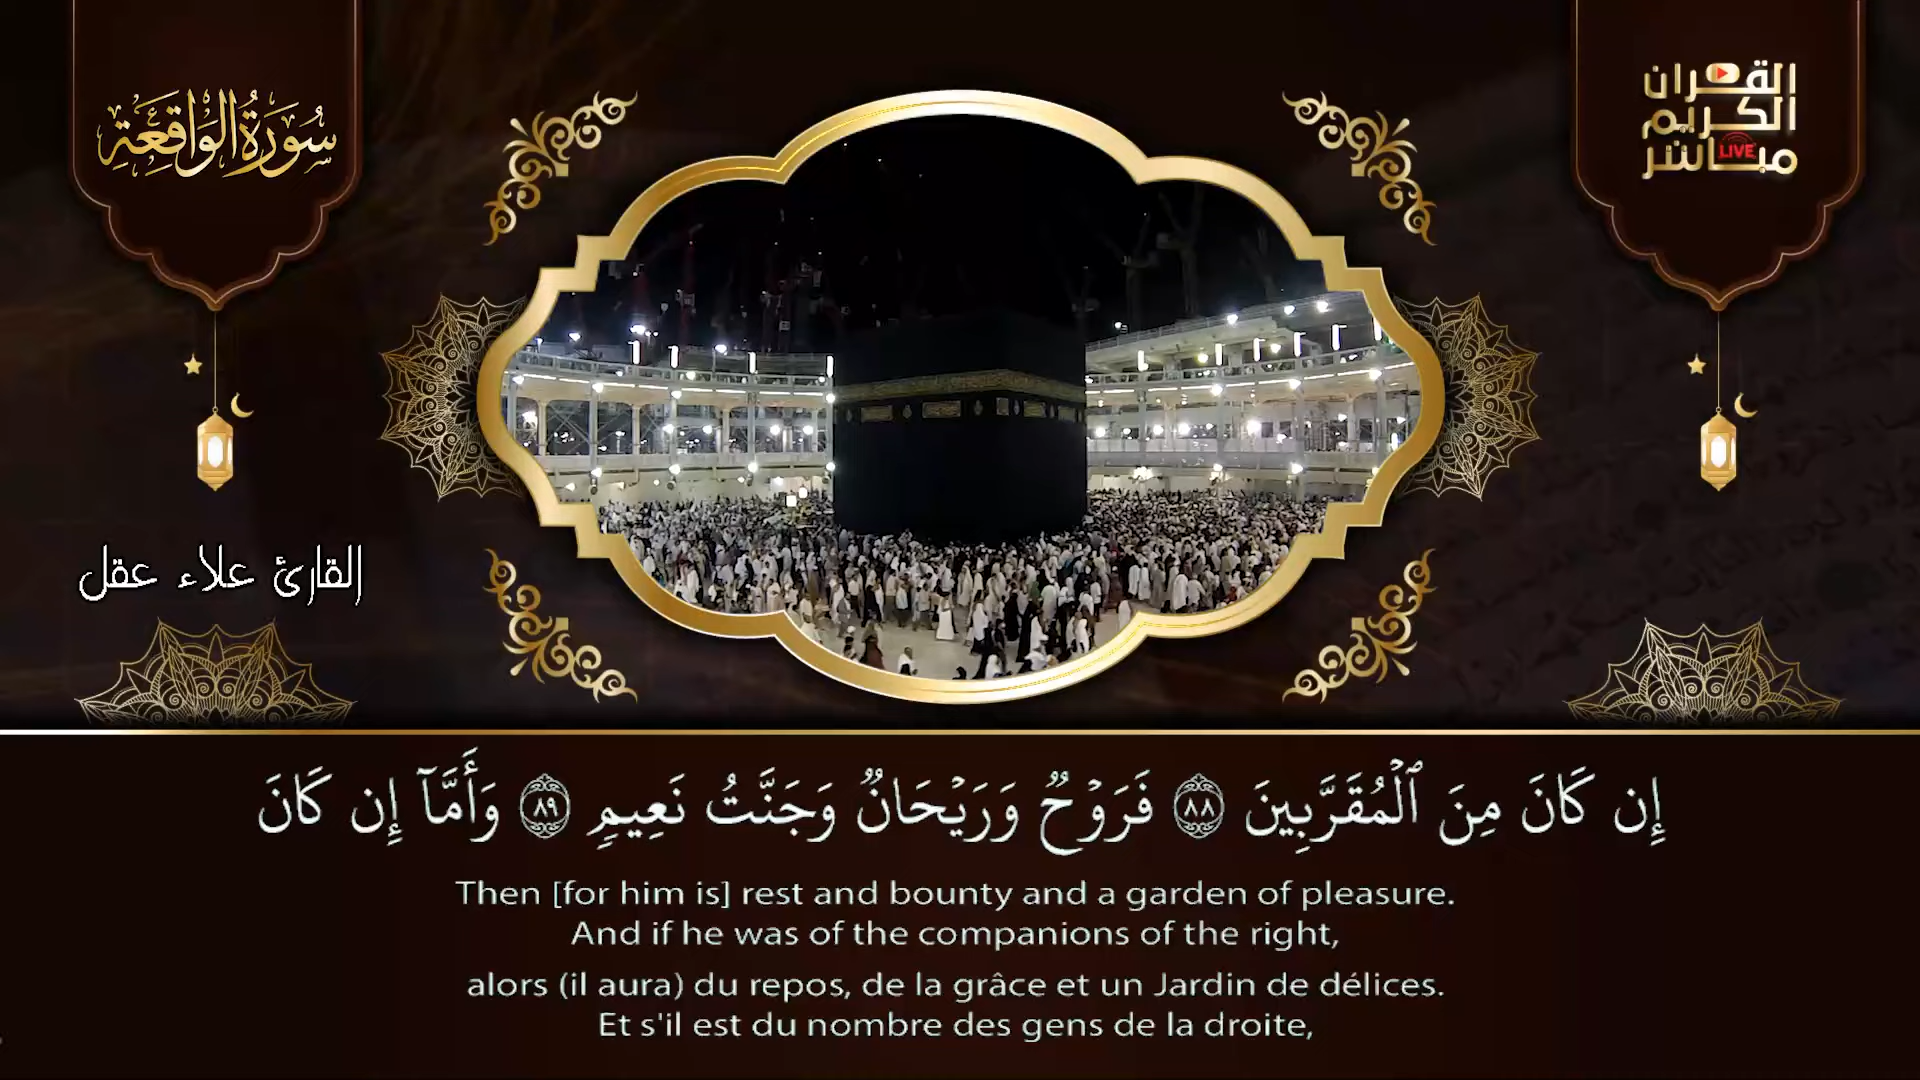 سُورَةُ الوَاقِعَة
القرآن
الكريم
مباشر
LIVE
القارئ علاء عقل
إِن كَانَ مِنَ ٱلْمُقَرَّبِينَ ٨٨ فَرَوْحٌ وَرَيْحَانٌ وَجَنَّتُ نَعِيمٍ ٨٩ وَأَمَّآ إِن كَانَ
Then [for him is] rest and bounty and a garden of pleasure.
And if he was of the companions of the right,
alors (il aura) du repos, de la grâce et un Jardin de délices.
Et s'il est du nombre des gens de la droite,